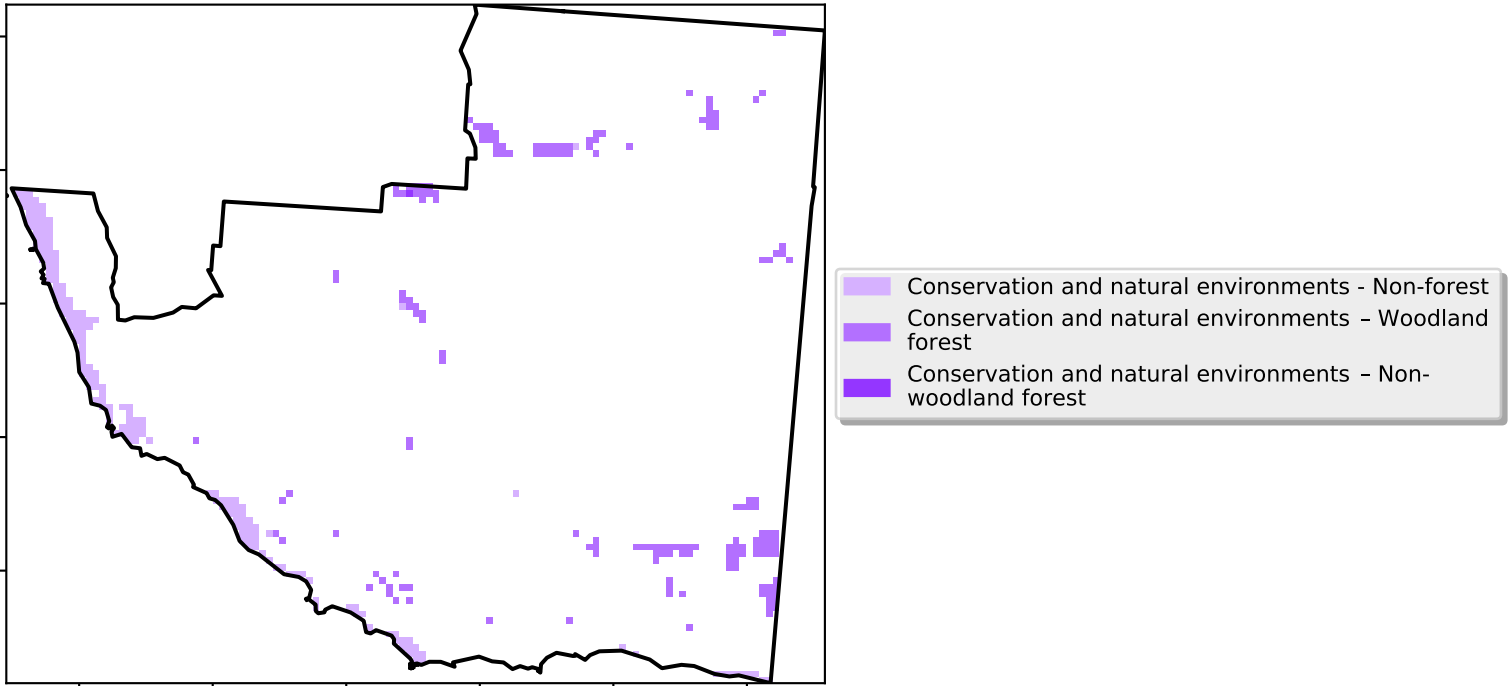 Conservation and natural environments - Non-forest
Conservation and natural environments – Woodland
forest
Conservation and natural environments – Non-
woodland forest